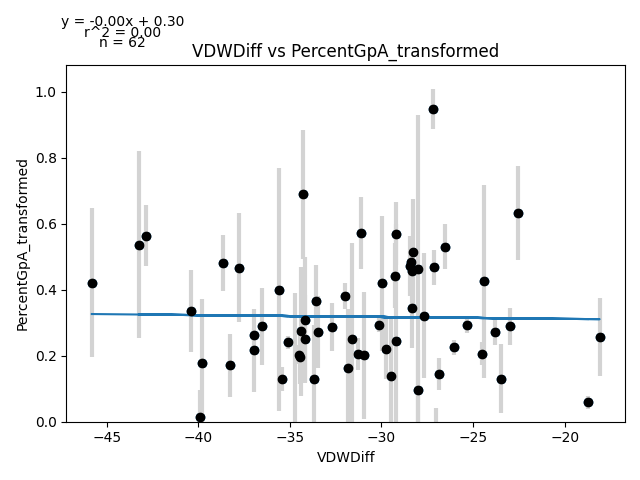 y = -0.00x + 0.30
r^2 = 0.00
n = 62
VDWDiff vs PercentGpA_transformed
1.0
0.8
0.6
0.4
0.2
0.0
PercentGpA_transformed
−45
−40
−35
−30
−25
−20
VDWDiff